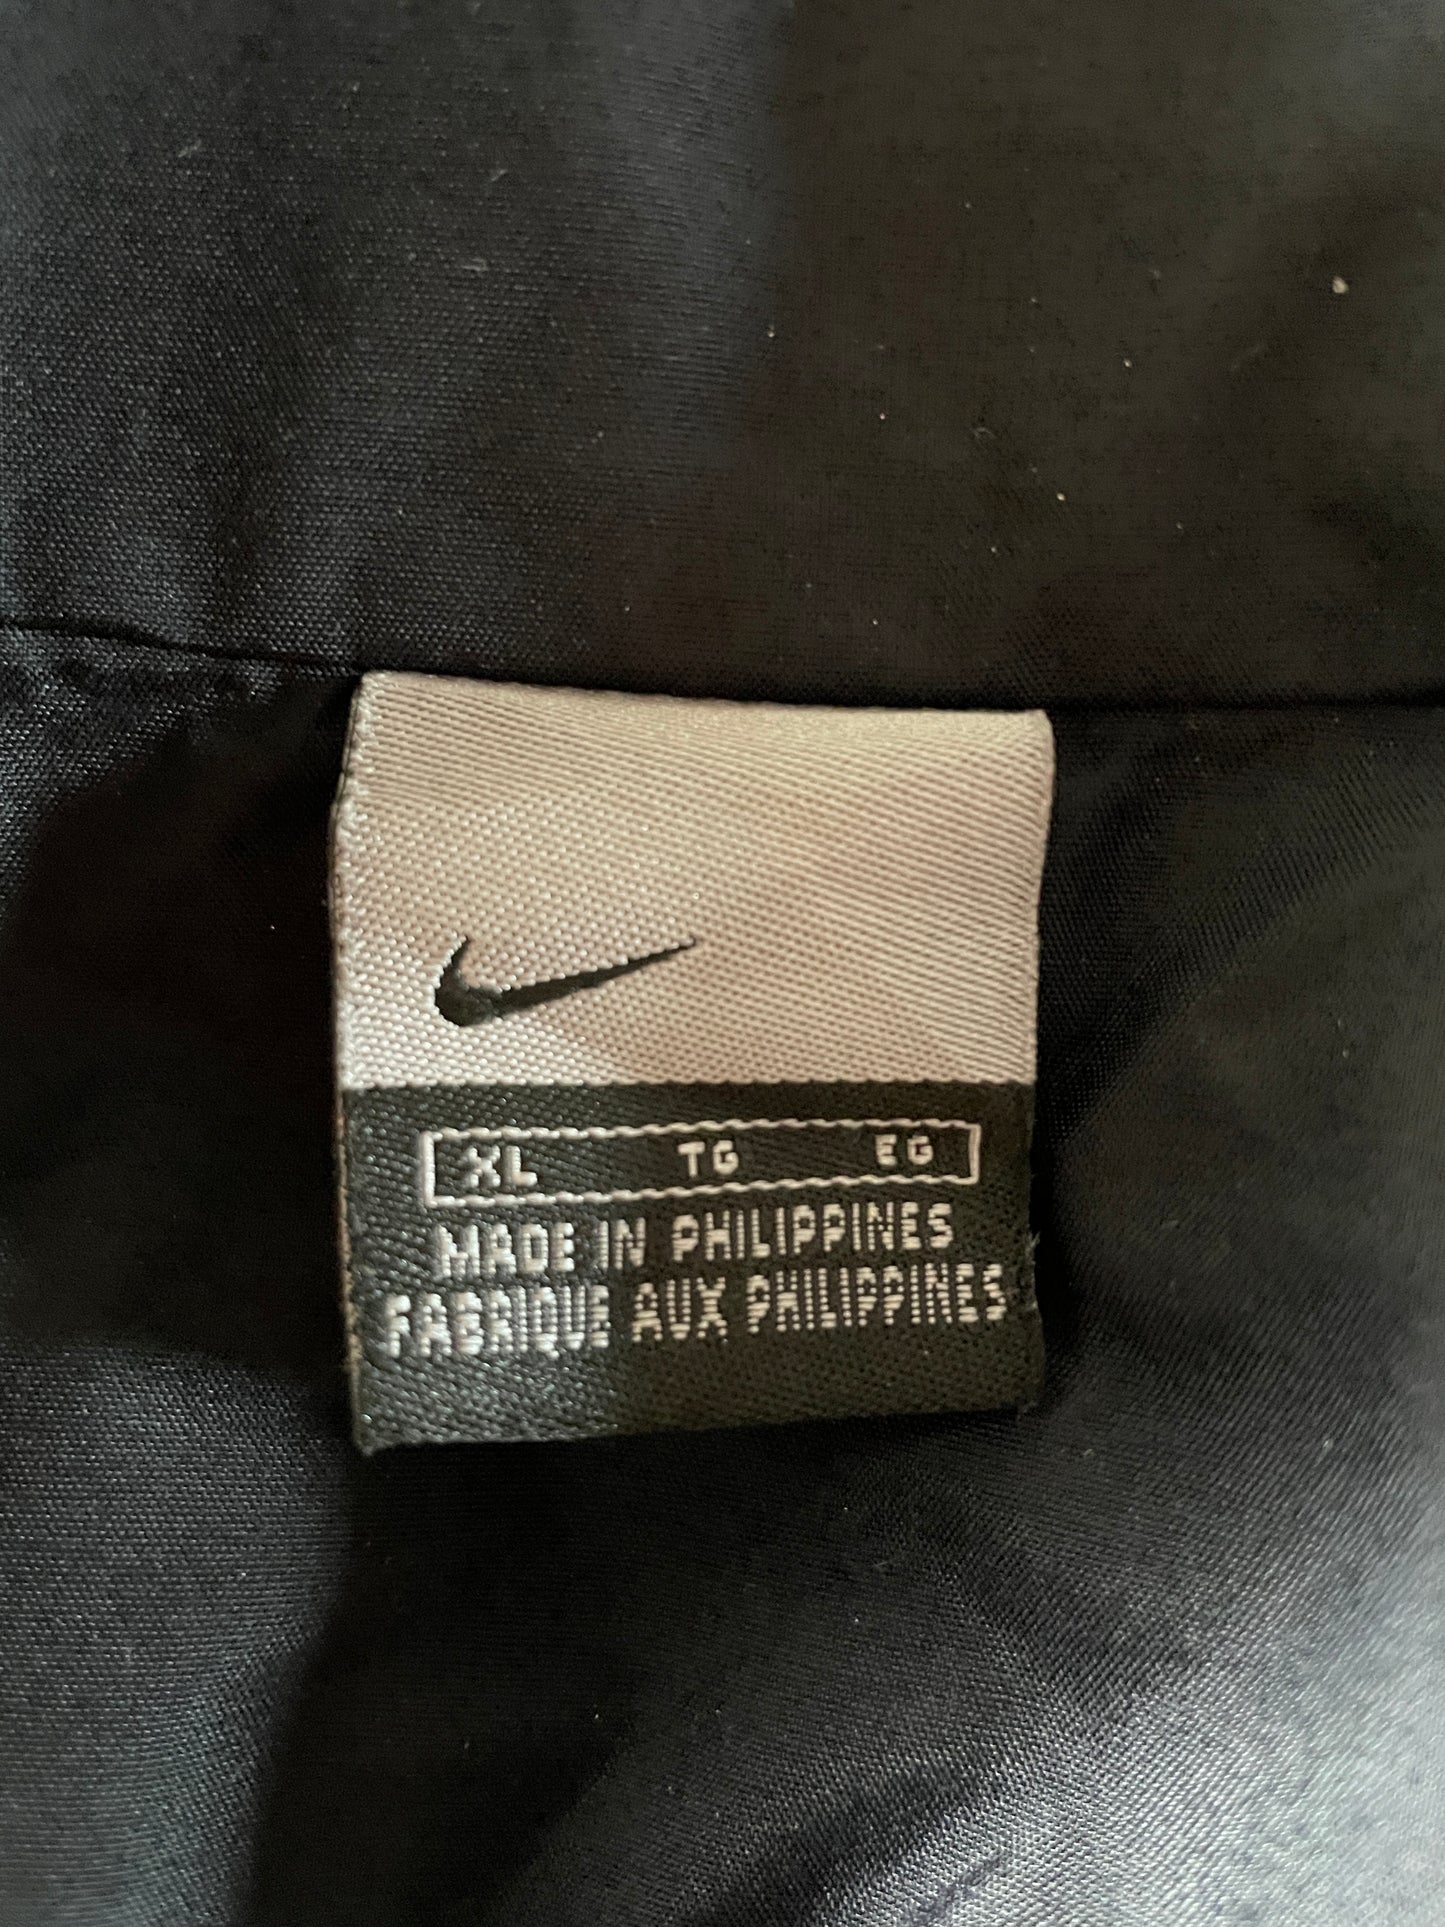 XL TG EG
MADE IN PHILIPPINES
FABRIQUE AUX PHILIPPINES